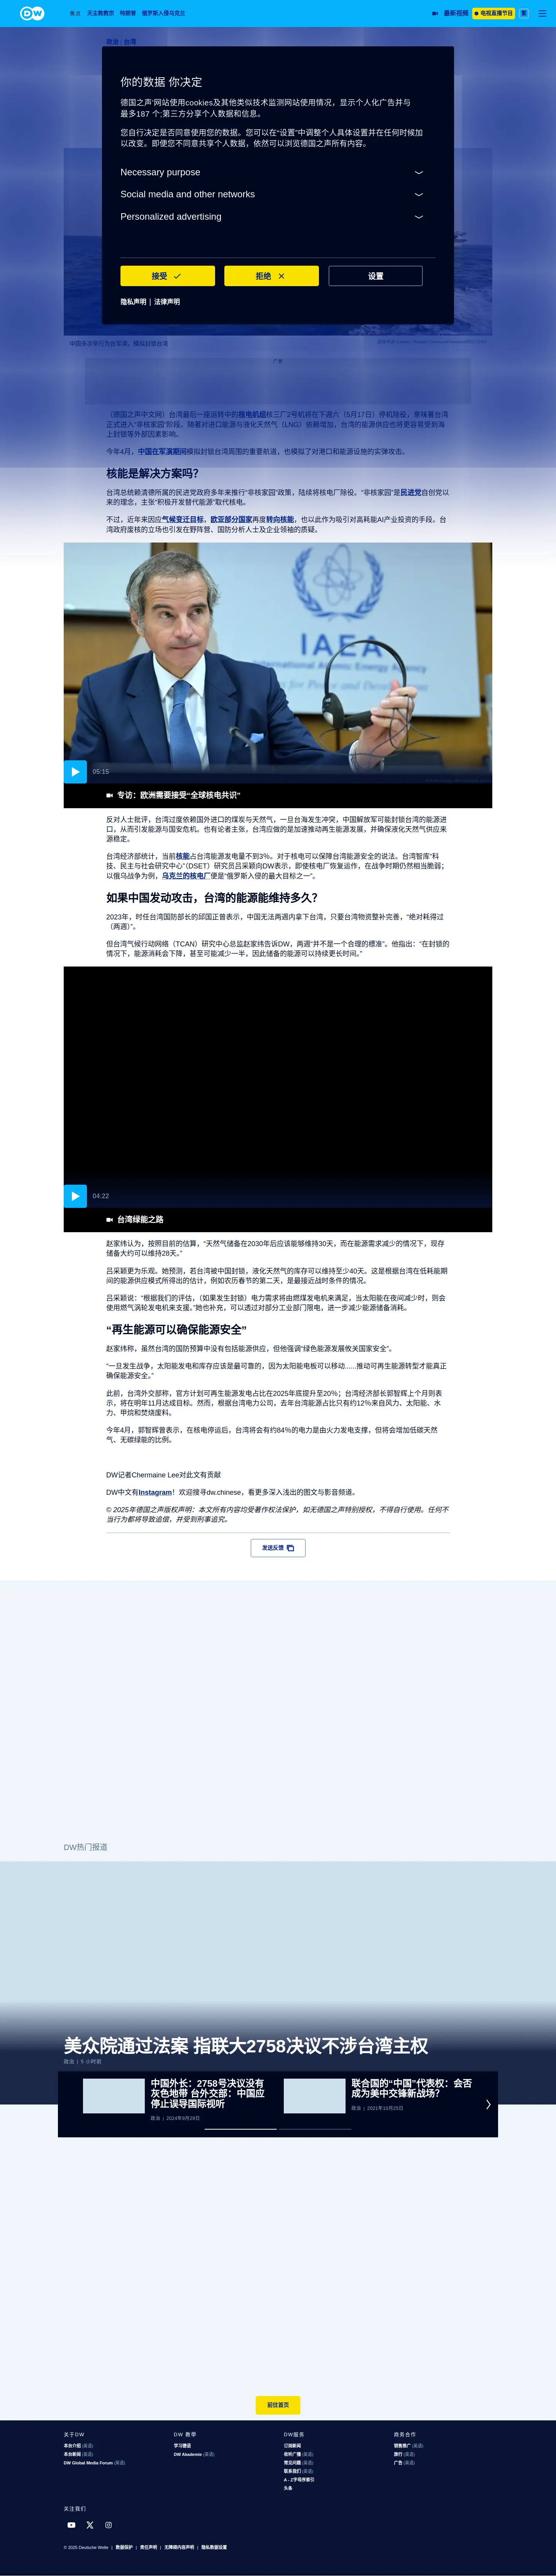 DW
焦点 天主教教宗 特朗普 俄罗斯入侵乌克兰
最新视频
电视直播节目
繁
政治 | 台湾
你的数据 你决定
德国之声'网站使用cookies及其他类似技术监测网站使用情况，显示个人化广告并与
最多187 个;第三方分享个人数据和信息。
您自行决定是否同意使用您的数据。您可以在“设置”中调整个人具体设置并在任何时候加
以改变。即便您不同意共享个人数据，依然可以浏览德国之声所有内容。
Necessary purpose
Social media and other networks
Personalized advertising
接受
拒绝
设置
隐私声明 | 法律声明
中国多次举行为台军演，模拟封锁台湾
广告
（德国之声中文网）台湾最后一座运转中的核电机组核三厂2号机将在下週六（5月17日）停机除役，意味著台湾
正式进入“非核家园”阶段。随著对进口能源与液化天然气（LNG）依赖增加，台湾的能源供应也将更容易受到海
上封锁等外部因素影响。
今年4月，中国在军演期间模拟封锁台湾周围的重要航道，也模拟了对港口和能源设施的实弹攻击。
核能是解决方案吗？
台湾总统赖清德所属的民进党政府多年来推行“非核家园”政策，陆续将核电厂除役。“非核家园”是民进党自创党以
来的理念，主张“积极开发替代能源”取代核电。
不过，近年来因应气候变迁目标，欧亚部分国家再度转向核能，也以此作为吸引对高耗能AI产业投资的手段。台
湾政府废核的立场也引发在野阵营、国防分析人士及企业领袖的质疑。
IAEA
International Atomic Energy Agency
05:15
专访：欧洲需要接受“全球核电共识”
反对人士批评，台湾过度依赖国外进口的煤炭与天然气，一旦台海发生冲突，中国解放军可能封锁台湾的能源进
口，从而引发能源与国安危机。也有论者主张，台湾应做的是加速推动再生能源发展，并确保液化天然气供应来
源稳定。
台湾经济部统计，当前核能占台湾能源发电量不到3％。对于核电可以保障台湾能源安全的说法。台湾智库“科
技、民主与社会研究中心”（DSET）研究员吕采颖向DW表示，即使核电厂恢复运作，在战争时期仍然相当脆弱；
以俄乌战争为例，乌克兰的核电厂便是“俄罗斯入侵的最大目标之一”。
如果中国发动攻击，台湾的能源能维持多久？
2023年，时任台湾国防部长的邱国正曾表示，中国无法两週内拿下台湾，只要台湾物资整补完善，“绝对耗得过
（两週）”。
但台湾气候行动网络（TCAN）研究中心总监赵家纬告诉DW，两週“并不是一个合理的標准”。他指出：“在封锁的
情况下，能源消耗会下降，甚至可能减少一半，因此储备的能源可以持续更长时间。”
04:22
台湾绿能之路
赵家纬认为，按照目前的估算，“天然气储备在2030年后应该能够维持30天，而在能源需求减少的情况下，现存
储备大约可以维持28天。”
吕采颖更为乐观。她预测，若台湾被中国封锁，液化天然气的库存可以维持至少40天。这是根据台湾在低耗能期
间的能源供应模式所得出的估计，例如农历春节的第二天，是最接近战时条件的情况。
吕采颖说：“根据我们的评估，（如果发生封锁）电力需求将由燃煤发电机来满足，当太阳能在夜间减少时，则会
使用燃气涡轮发电机来支援。”她也补充，可以透过对部分工业部门限电，进一步减少能源储备消耗。
“再生能源可以确保能源安全”
赵家纬称，虽然台湾的国防预算中没有包括能源供应，但他强调“绿色能源发展攸关国家安全”。
“一旦发生战争，太阳能发电和库存应该是最可靠的，因为太阳能电板可以移动......推动可再生能源转型才能真正
确保能源安全。”
此前，台湾外交部称，官方计划可再生能源发电占比在2025年底提升至20％；台湾经济部长郭智辉上个月则表
示，将在明年11月达成目标。然而，根据台湾电力公司，去年台湾能源占比只有约12%来自风力、太阳能、水
力、甲烷和焚烧废料。
今年4月，郭智辉曾表示，在核电停运后，台湾将会有约84%的电力是由火力发电支撑，但将会增加低碳天然
气、无碳绿能的比例。
DW记者Chermaine Lee对此文有贡献
DW中文有Instagram！欢迎搜寻dw.chinese，看更多深入浅出的图文与影音频道。
© 2025年德国之声版权声明：本文所有内容均受著作权法保护，如无德国之声特别授权，不得自行使用。任何不
当行为都将导致追偿，并受到刑事追究。
发送反馈
DW热门报道
美众院通过法案 指联大2758决议不涉台湾主权
政治 | 5 小时前
中国外长：2758号决议没有
灰色地带 台外交部：中国应
停止误导国际视听
政治 | 2024年9月29日
联合国的“中国”代表权：会否
成为美中交锋新战场？
政治 | 2021年10月25日
前往首页
关于DW
本台介绍 (英语)
本台新闻 (英语)
DW Global Media Forum (英语)
DW 教带
学习德语
DW Akademie (英语)
DW服务
订阅新闻
收听广播 (英语)
常见问题 (英语)
联系我们 (英语)
A - Z字母序索引
头条
商务合作
销售推广 (英语)
旅行 (英语)
广告 (英语)
关注我们
© 2025 Deutsche Welle | 数据保护 | 责任声明 | 无障碍内容声明 | 隐私数据设置